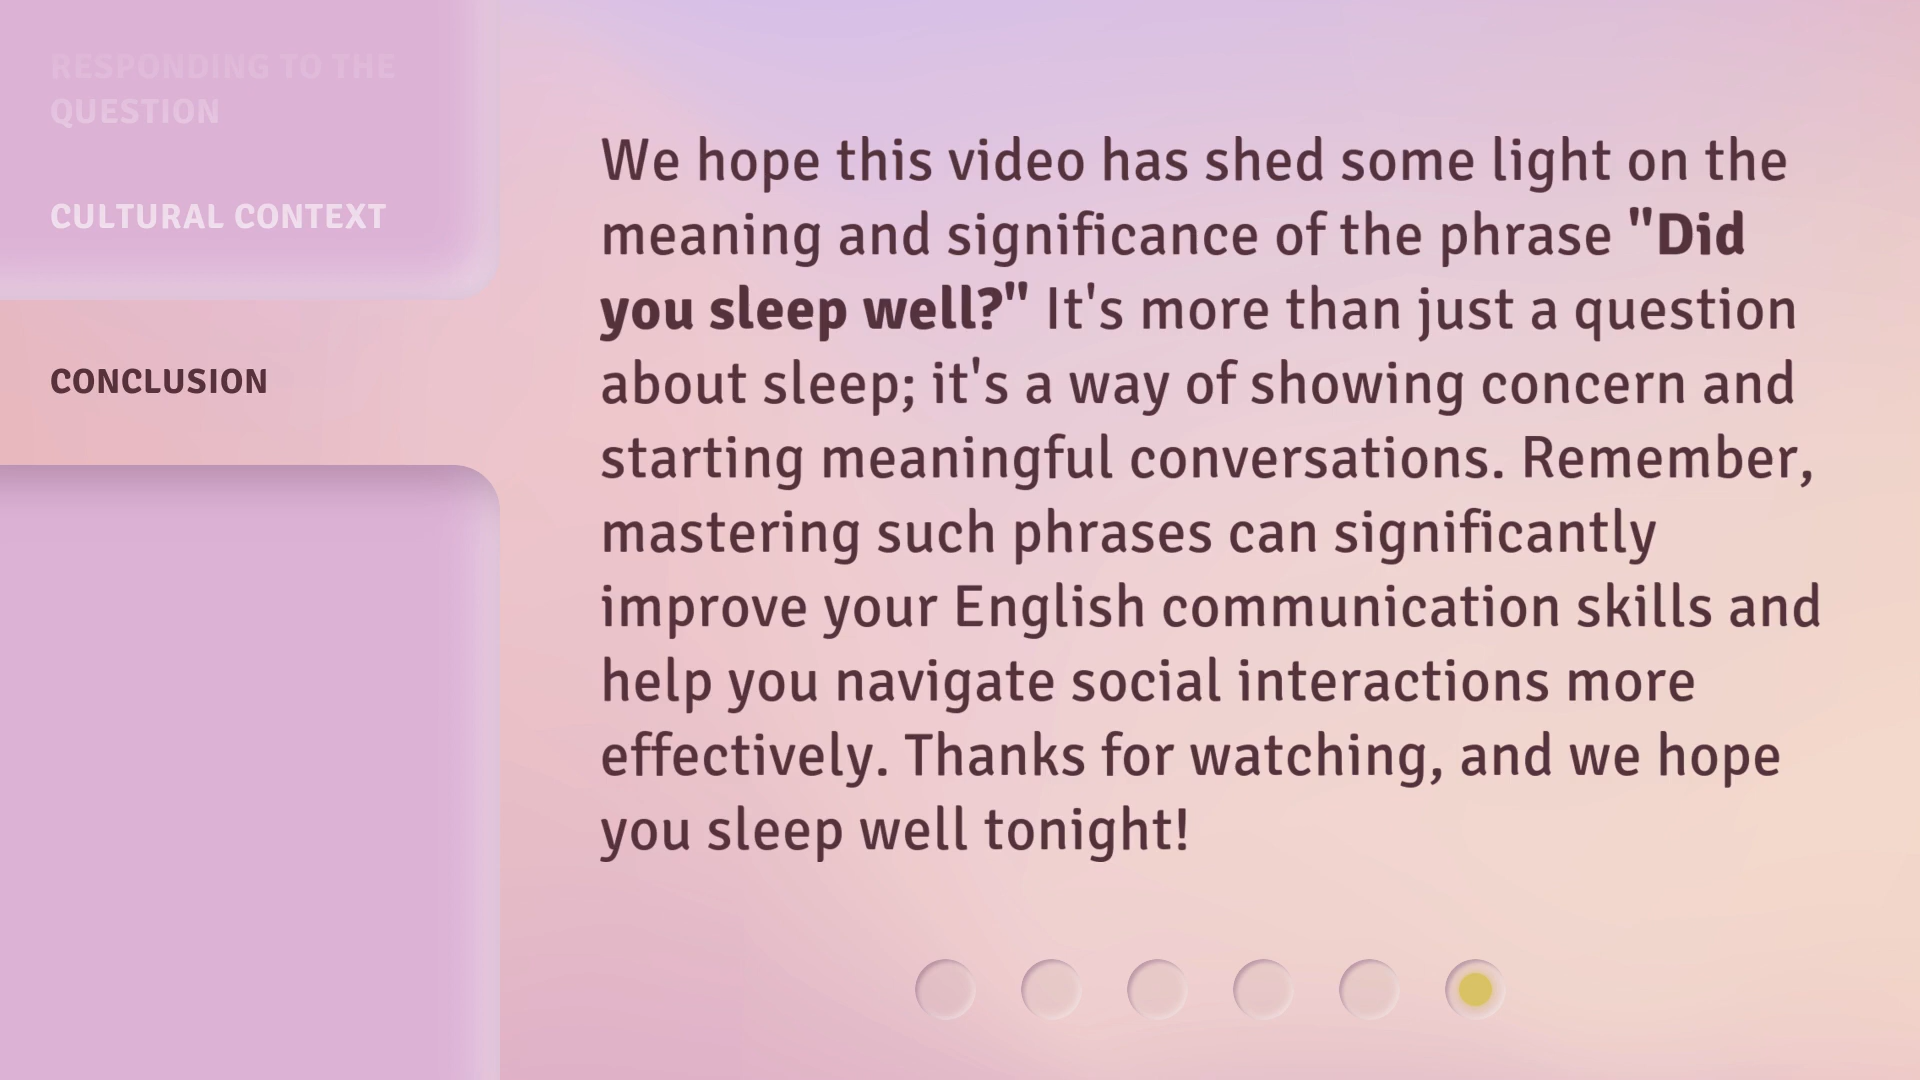 RESPONDING TO THE
QUESTION
CULTURAL CONTEXT
CONCLUSION
We hope this video has shed some light on the
meaning and significance of the phrase "Did
you sleep well?" It's more than just a question
about sleep; it's a way of showing concern and
starting meaningful conversations. Remember,
mastering such phrases can significantly
improve your English communication skills and
help you navigate social interactions more
effectively. Thanks for watching, and we hope
you sleep well tonight!